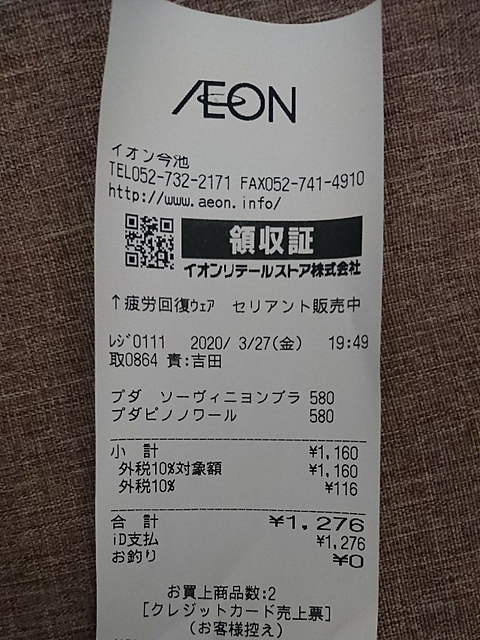 ÆON
イオン今池
TEL052-732-2171 FAX052-741-4910
http://www.aeon.info/
領収証
イオンリテールストア株式会社
↑疲労回復ウェア セリアント販売中
レジ0111 2020/ 3/27(金) 19:49
取0864 責:吉田
プダ ソーヴィニヨンブラ 580
プダピノノワール 580
小 計 ¥1,160
外税10%対象額 ¥1,160
外税10% ¥116
合 計 ¥1,276
iD支払 ¥1,276
お釣り ¥0
お買上商品数:2
[クレジットカード売上票]
(お客様控え)